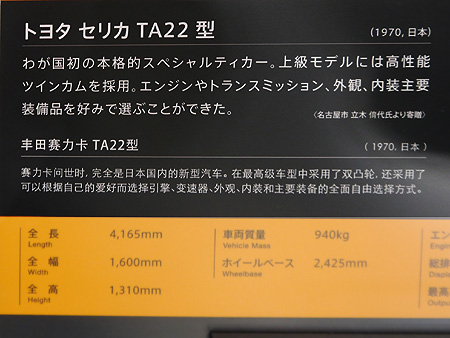 トヨタ セリカ TA22 型 (1970, 日本)
わが国初の本格的スペシャルティカー。上級モデルには高性能
ツインカムを採用。エンジンやトランスミッション、外観、内装主要
装備品を好みで選ぶことができた。 〈名古屋市 立木 侑代氏より寄贈〉
丰田赛力卡 TA22型 ( 1970, 日本 )
赛力卡问世时, 完全是日本国内的新型汽车。在最高级车型中采用了双凸轮, 还采用了
可以根据自己的爱好而选择引擎、变速器、外观、内装和主要装备的全面自由选择方式。
全 長 4,165mm 車両質量 940kg エン
Length Vehicle Mass Engin
全 幅 1,600mm ホイールベース 2,425mm 総排
Width Wheelbase Displa
全 高 1,310mm 最高
Height Outpu